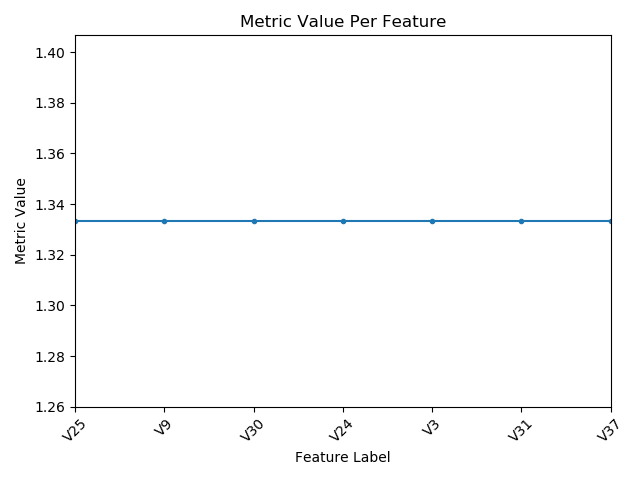 Metric Value Per Feature
1.40
1.38
1.36
1.34
1.32
1.30
1.28
1.26
Metric Value
V25 V9 V30 V24 V3 V31 V37
Feature Label